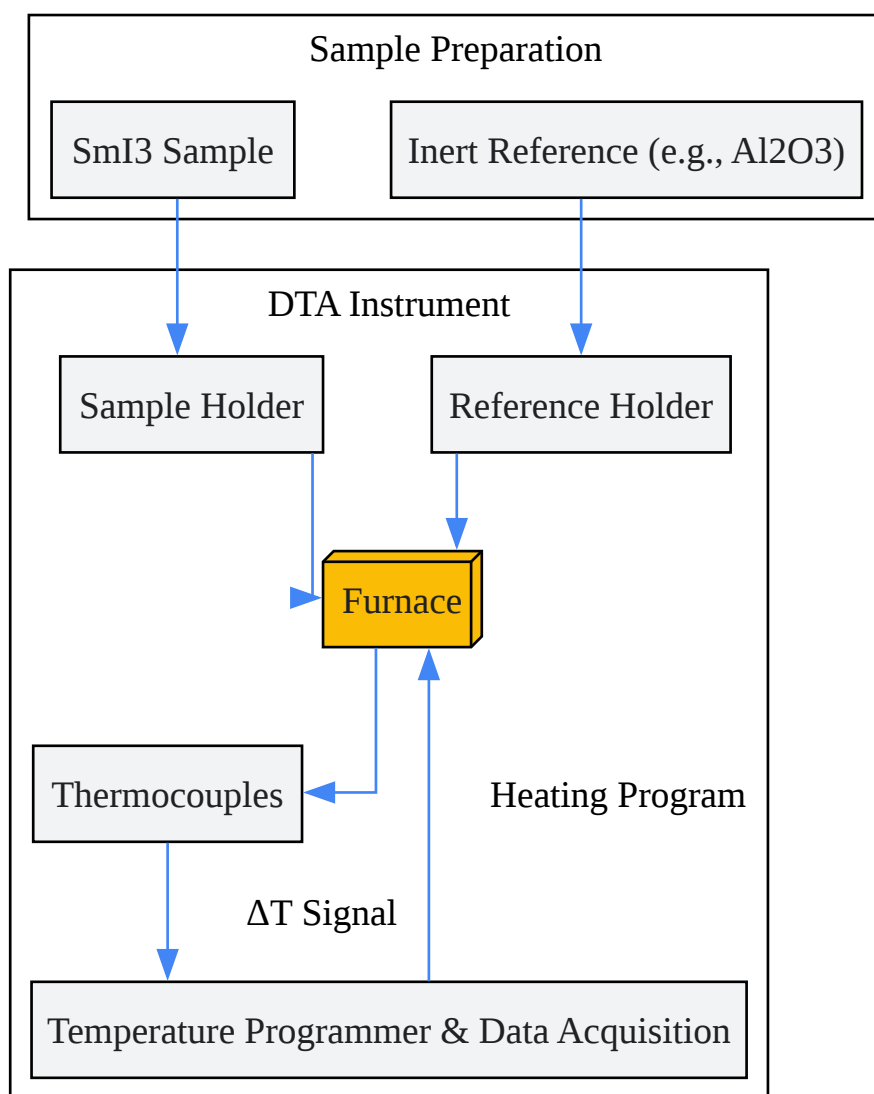 Sample Preparation
SmI3 Sample
Inert Reference (e.g., Al2O3)
DTA Instrument
Sample Holder
Reference Holder
Furnace
Thermocouples
Heating Program
ΔT Signal
Temperature Programmer & Data Acquisition